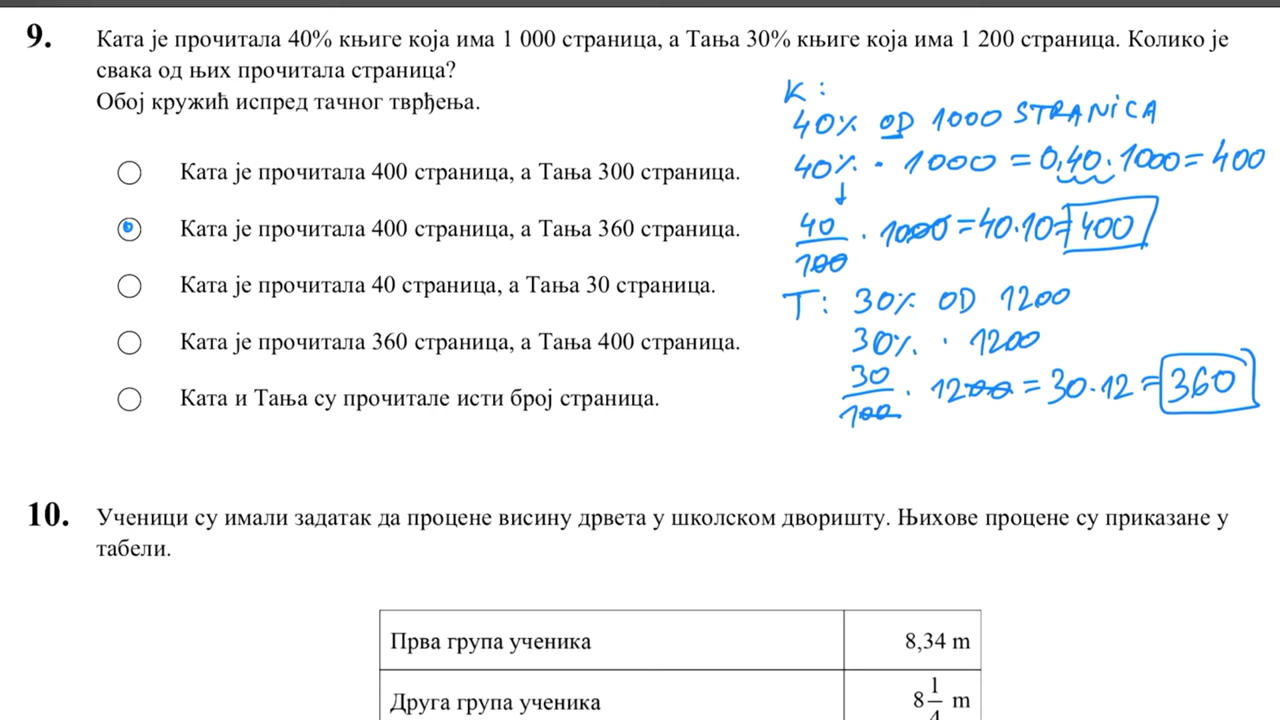 9. Ката је прочитала 40% књиге која има 1 000 страница, а Тања 30% књиге која има 1 200 страница. Колико је
свака од њих прочитала страница?
Обој кружић испред тачног тврђења.
Ката је прочитала 400 страница, а Тања 300 страница.
Ката је прочитала 400 страница, а Тања 360 страница.
Ката је прочитала 40 страница, а Тања 30 страница.
Ката је прочитала 360 страница, а Тања 400 страница.
Ката и Тања су прочитале исти број страница.
K:
40% OD 1000 STRANICA
40% · 1000 = 0,40 · 1000 = 400
40/100 · 1000 = 40·10 = 400
T: 30% OD 1200
30% · 1200
30/100 · 1200 = 30·12 = 360
10. Ученици су имали задатак да процене висину дрвета у школском дворишту. Њихове процене су приказане у
табели.
Прва група ученика 8,34 m
Друга група ученика 8 1/4 m